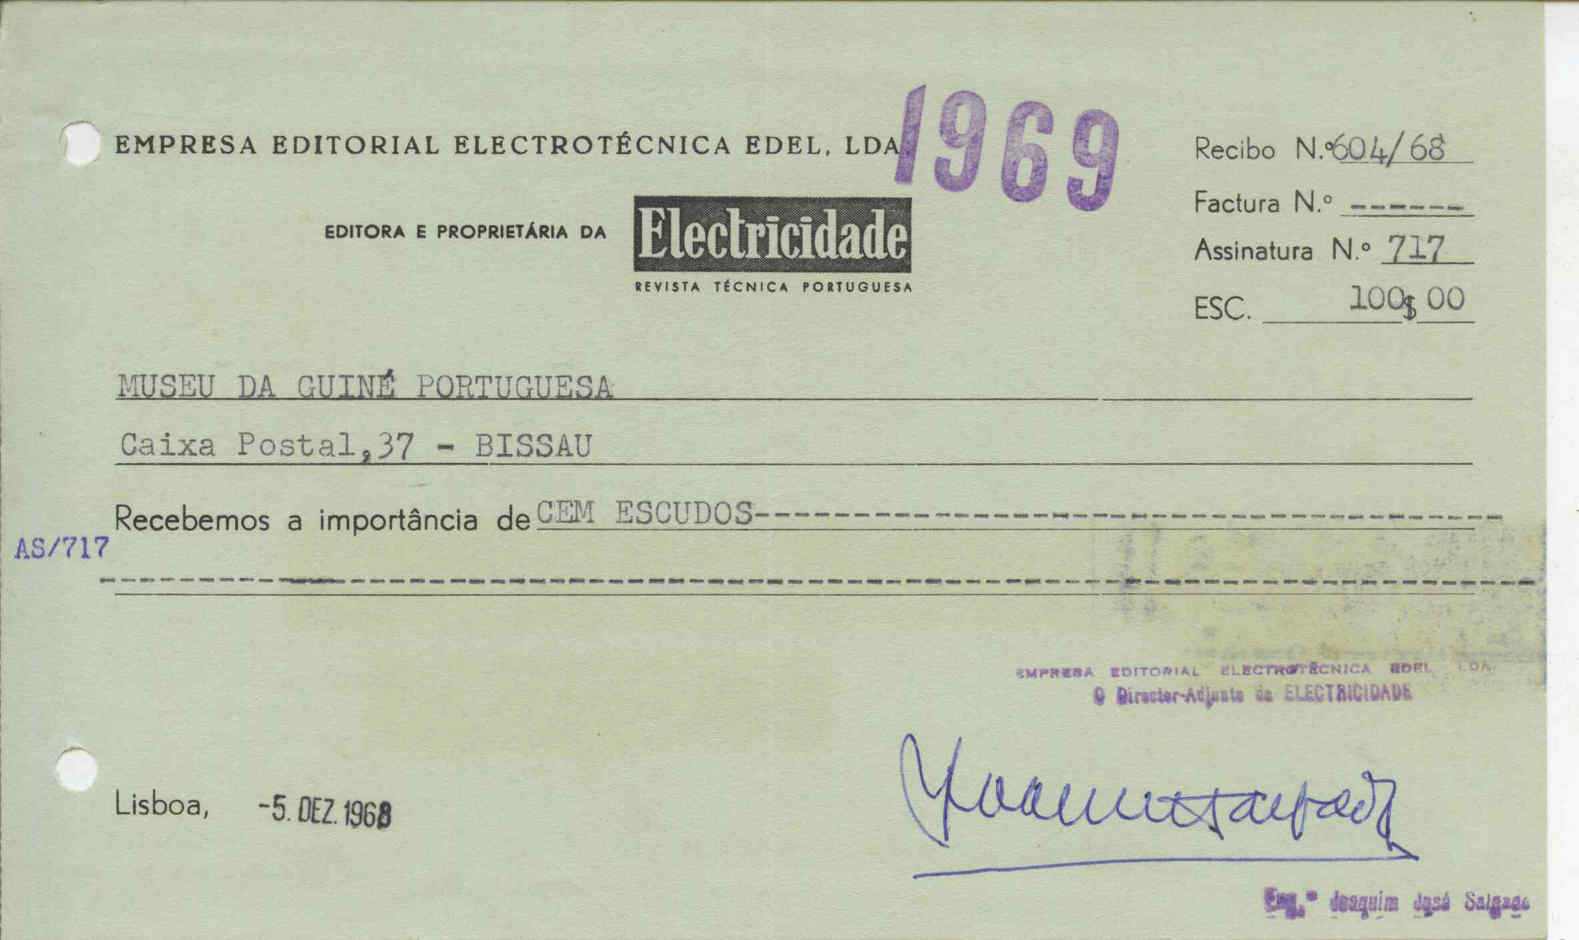 1969
EMPRESA EDITORIAL ELECTROTÉCNICA EDEL, LDA
EDITORA E PROPRIETÁRIA DA Electricidade
REVISTA TÉCNICA PORTUGUESA
Recibo N.º 604/68
Factura N.º -------
Assinatura N.º 717
ESC. 100$00
MUSEU DA GUINÉ PORTUGUESA
Caixa Postal,37 - BISSAU
Recebemos a importância de CEM ESCUDOS
AS/717
EMPRESA EDITORIAL ELECTROTÉCNICA EDEL LDA.
O Director-Adjunto da ELECTRICIDADE
Lisboa, -5. DEZ. 1968
Eng.º Joaquim José Salgado